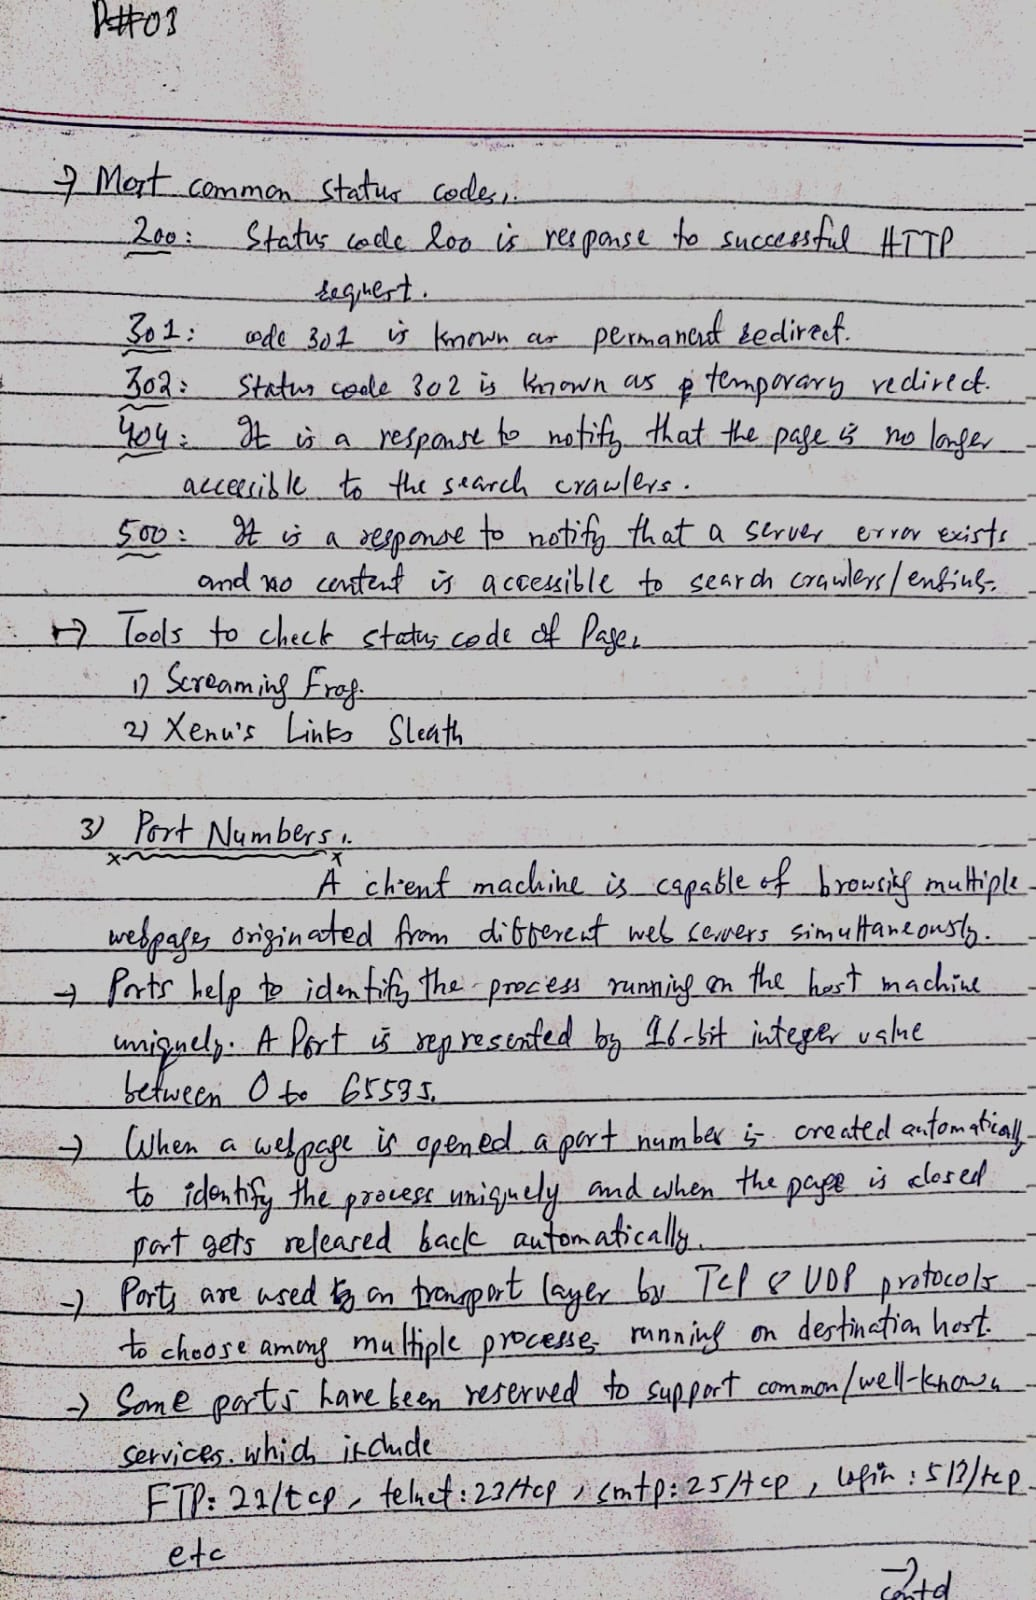 P#03
→ Most common status codes,.
200: Status code 200 is response to successful HTTP
request.
301: code 301 is known as permanent redirect.
302: Status code 302 is known as temporary redirect.
404: It is a response to notify that the page is no longer
accessible to the search crawlers.
500: It is a response to notify that a server error exists
and no content is accessible to search crawlers/engines.
→ Tools to check status code of Page,
1) Screaming Frog.
2) Xenu's Links Sleath
3) Port Numbers,.
A client machine is capable of browsing multiple
webpages originated from different web servers simultaneously.
→ Ports help to identify the process running on the host machine
uniquely. A Port is represented by 16-bit integer value
between 0 to 65535.
→ When a webpage is opened a port number is created automatically
to identify the process uniquely and when the page is closed
port gets released back automatically.
→ Ports are used on transport layer by TCP & UDP protocols
to choose among multiple processes running on destination host.
→ Some ports have been reserved to support common/well-known
services. which include
FTP: 21/tcp, telnet: 23/tcp, smtp: 25/tcp, login: 513/tcp
etc
→
contd